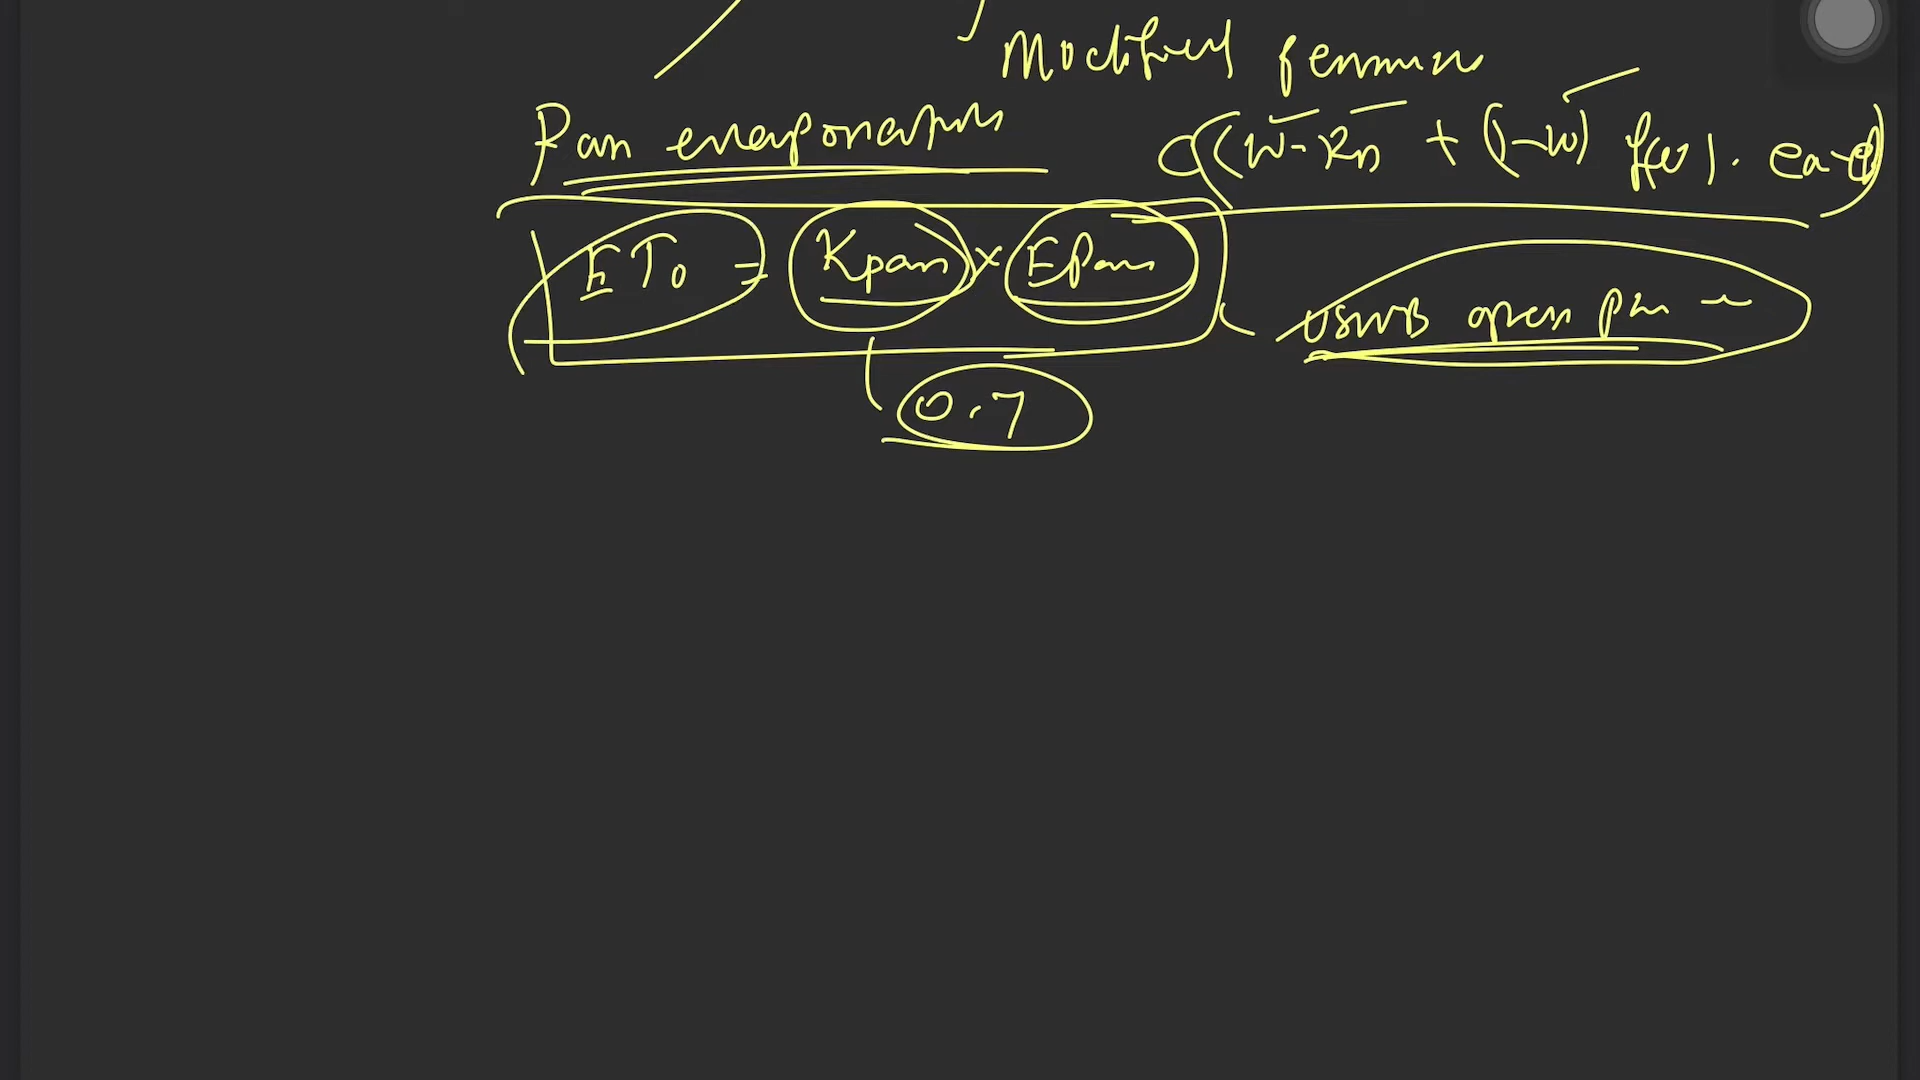 Modified penman
Pan evaporation
C(W-Rn + (1-W) f(u). ea-ed)
ETo = Kpan × EPan
USWB open pan
0.7